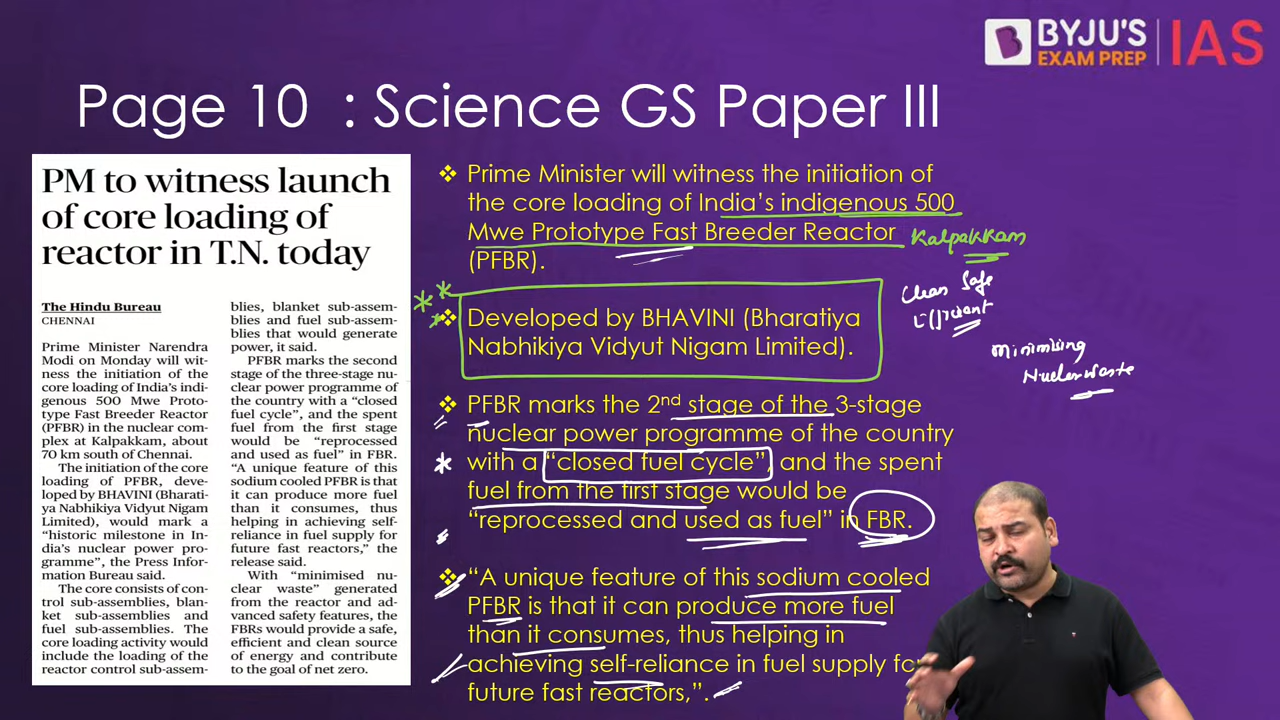 BYJU'S
EXAM PREP
IAS
Page 10 : Science GS Paper III
PM to witness launch
of core loading of
reactor in T.N. today
The Hindu Bureau
CHENNAI
Prime Minister Narendra
Modi on Monday will wit-
ness the initiation of the
core loading of India's indi-
genous 500 Mwe Proto-
type Fast Breeder Reactor
(PFBR) in the nuclear com-
plex at Kalpakkam, about
70 km south of Chennai.
The initiation of the core
loading of PFBR, deve-
loped by BHAVINI (Bharati-
ya Nabhikiya Vidyut Nigam
Limited), would mark a
"historic milestone in In-
dia's nuclear power pro-
gramme", the Press Infor-
mation Bureau said.
The core consists of con-
trol sub-assemblies, blan-
ket sub-assemblies and
fuel sub-assemblies. The
core loading activity would
include the loading of the
reactor control sub-assem-
blies, blanket sub-assem-
blies and fuel sub-assem-
blies that would generate
power, it said.
PFBR marks the second
stage of the three-stage nu-
clear power programme of
the country with a "closed
fuel cycle", and the spent
fuel from the first stage
would be "reprocessed
and used as fuel" in FBR.
"A unique feature of this
sodium cooled PFBR is that
it can produce more fuel
than it consumes, thus
helping in achieving self-
reliance in fuel supply for
future fast reactors," the
release said.
With "minimised nu-
clear waste" generated
from the reactor and ad-
vanced safety features, the
FBRs would provide a safe,
efficient and clean source
of energy and contribute
to the goal of net zero.
❖ Prime Minister will witness the initiation of
the core loading of India's indigenous 500
Mwe Prototype Fast Breeder Reactor
(PFBR).
Kalpakkam
Clean Safe
Efficient
Minimising
Nuclear waste
❖ Developed by BHAVINI (Bharatiya
Nabhikiya Vidyut Nigam Limited).
❖ PFBR marks the 2nd stage of the 3-stage
nuclear power programme of the country
with a "closed fuel cycle", and the spent
fuel from the first stage would be
"reprocessed and used as fuel" in FBR.
❖ "A unique feature of this sodium cooled
PFBR is that it can produce more fuel
than it consumes, thus helping in
achieving self-reliance in fuel supply for
future fast reactors,".